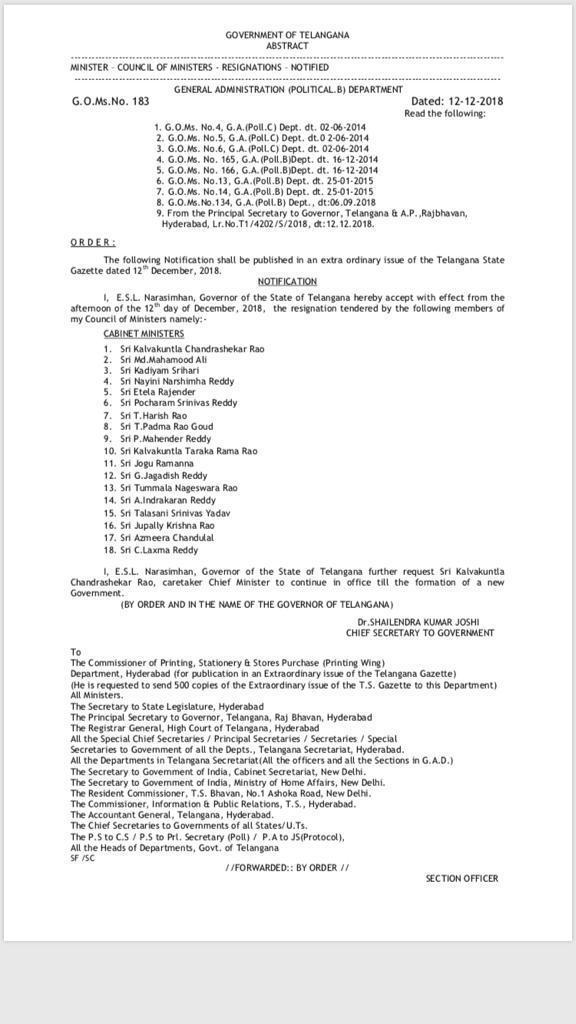 GOVERNMENT OF TELANGANA
ABSTRACT
MINISTER – COUNCIL OF MINISTERS - RESIGNATIONS - NOTIFIED
GENERAL ADMINISTRATION (POLITICAL.B) DEPARTMENT
G.O.Ms.No. 183 Dated: 12-12-2018
Read the following:
1. G.O.Ms. No.4, G.A.(Poll.C) Dept. dt. 02-06-2014
2. G.O.Ms. No.5, G.A.(Poll.C) Dept. dt.0 2-06-2014
3. G.O.Ms. No.6, G.A.(Poll.C) Dept. dt. 02-06-2014
4. G.O.Ms. No. 165, G.A.(Poll.B)Dept. dt. 16-12-2014
5. G.O.Ms. No. 166, G.A.(Poll.B)Dept. dt. 16-12-2014
6. G.O.Ms. No.13, G.A.(Poll.B) Dept. dt. 25-01-2015
7. G.O.Ms. No.14, G.A.(Poll.B) Dept. dt. 25-01-2015
8. G.O.Ms.No.134, G.A.(Poll.B) Dept., dt:06.09.2018
9. From the Principal Secretary to Governor, Telangana & A.P.,Rajbhavan,
Hyderabad, Lr.No.T1/4202/S/2018, dt:12.12.2018.
O R D E R :
The following Notification shall be published in an extra ordinary issue of the Telangana State
Gazette dated 12th December, 2018.
NOTIFICATION
I, E.S.L. Narasimhan, Governor of the State of Telangana hereby accept with effect from the
afternoon of the 12th day of December, 2018, the resignation tendered by the following members of
my Council of Ministers namely:-
CABINET MINISTERS
1. Sri Kalvakuntla Chandrashekar Rao
2. Sri Md.Mahamood Ali
3. Sri Kadiyam Srihari
4. Sri Nayini Narshimha Reddy
5. Sri Etela Rajender
6. Sri Pocharam Srinivas Reddy
7. Sri T.Harish Rao
8. Sri T.Padma Rao Goud
9. Sri P.Mahender Reddy
10. Sri Kalvakuntla Taraka Rama Rao
11. Sri Jogu Ramanna
12. Sri G.Jagadish Reddy
13. Sri Tummala Nageswara Rao
14. Sri A.Indrakaran Reddy
15. Sri Talasani Srinivas Yadav
16. Sri Jupally Krishna Rao
17. Sri Azmeera Chandulal
18. Sri C.Laxma Reddy
I, E.S.L. Narasimhan, Governor of the State of Telangana further request Sri Kalvakuntla
Chandrashekar Rao, caretaker Chief Minister to continue in office till the formation of a new
Government.
(BY ORDER AND IN THE NAME OF THE GOVERNOR OF TELANGANA)
Dr.SHAILENDRA KUMAR JOSHI
CHIEF SECRETARY TO GOVERNMENT
To
The Commissioner of Printing, Stationery & Stores Purchase (Printing Wing)
Department, Hyderabad (for publication in an Extraordinary issue of the Telangana Gazette)
(He is requested to send 500 copies of the Extraordinary issue of the T.S. Gazette to this Department)
All Ministers.
The Secretary to State Legislature, Hyderabad
The Principal Secretary to Governor, Telangana, Raj Bhavan, Hyderabad
The Registrar General, High Court of Telangana, Hyderabad
All the Special Chief Secretaries / Principal Secretaries / Secretaries / Special
Secretaries to Government of all the Depts., Telangana Secretariat, Hyderabad.
All the Departments in Telangana Secretariat(All the officers and all the Sections in G.A.D.)
The Secretary to Government of India, Cabinet Secretariat, New Delhi.
The Secretary to Government of India, Ministry of Home Affairs, New Delhi.
The Resident Commissioner, T.S. Bhavan, No.1 Ashoka Road, New Delhi.
The Commissioner, Information & Public Relations, T.S., Hyderabad.
The Accountant General, Telangana, Hyderabad.
The Chief Secretaries to Governments of all States/U.Ts.
The P.S to C.S / P.S to Prl. Secretary (Poll) / P.A to JS(Protocol),
All the Heads of Departments, Govt. of Telangana
SF /SC
//FORWARDED:: BY ORDER //
SECTION OFFICER